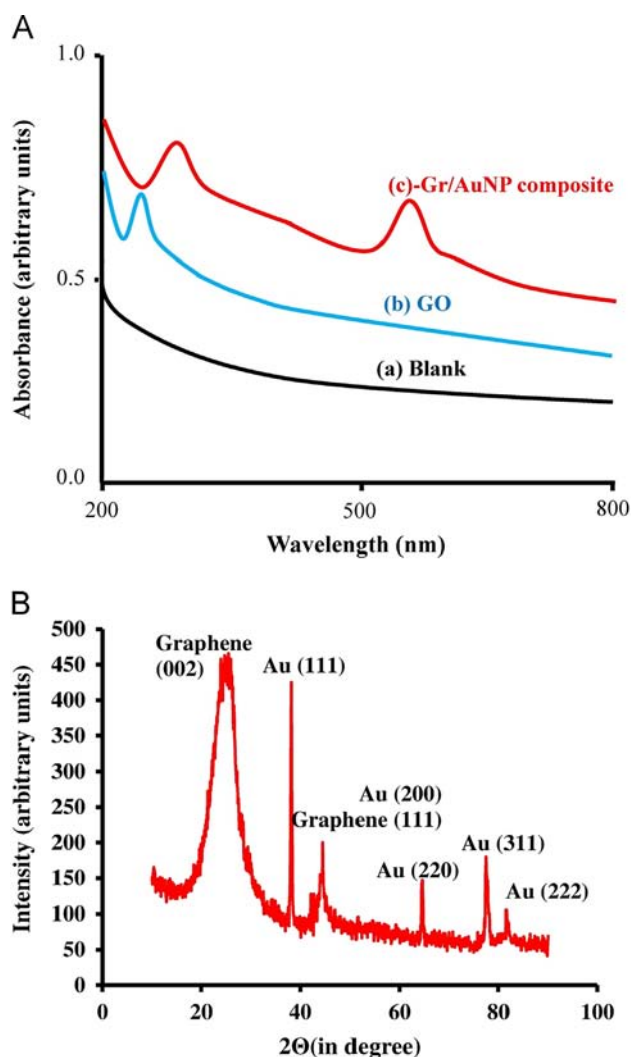 A
1.0
0.5
0.0
Absorbance (arbitrary units)
(c)-Gr/AuNP composite
(b) GO
(a) Blank
200
500
800
Wavelength (nm)
B
500
450
400
350
300
250
200
150
100
50
0
Intensity (arbitrary units)
Graphene
(002)
Au (111)
Au (200)
Graphene (111)
Au (220)
Au (311)
Au (222)
0
20
40
60
80
100
2Θ(in degree)